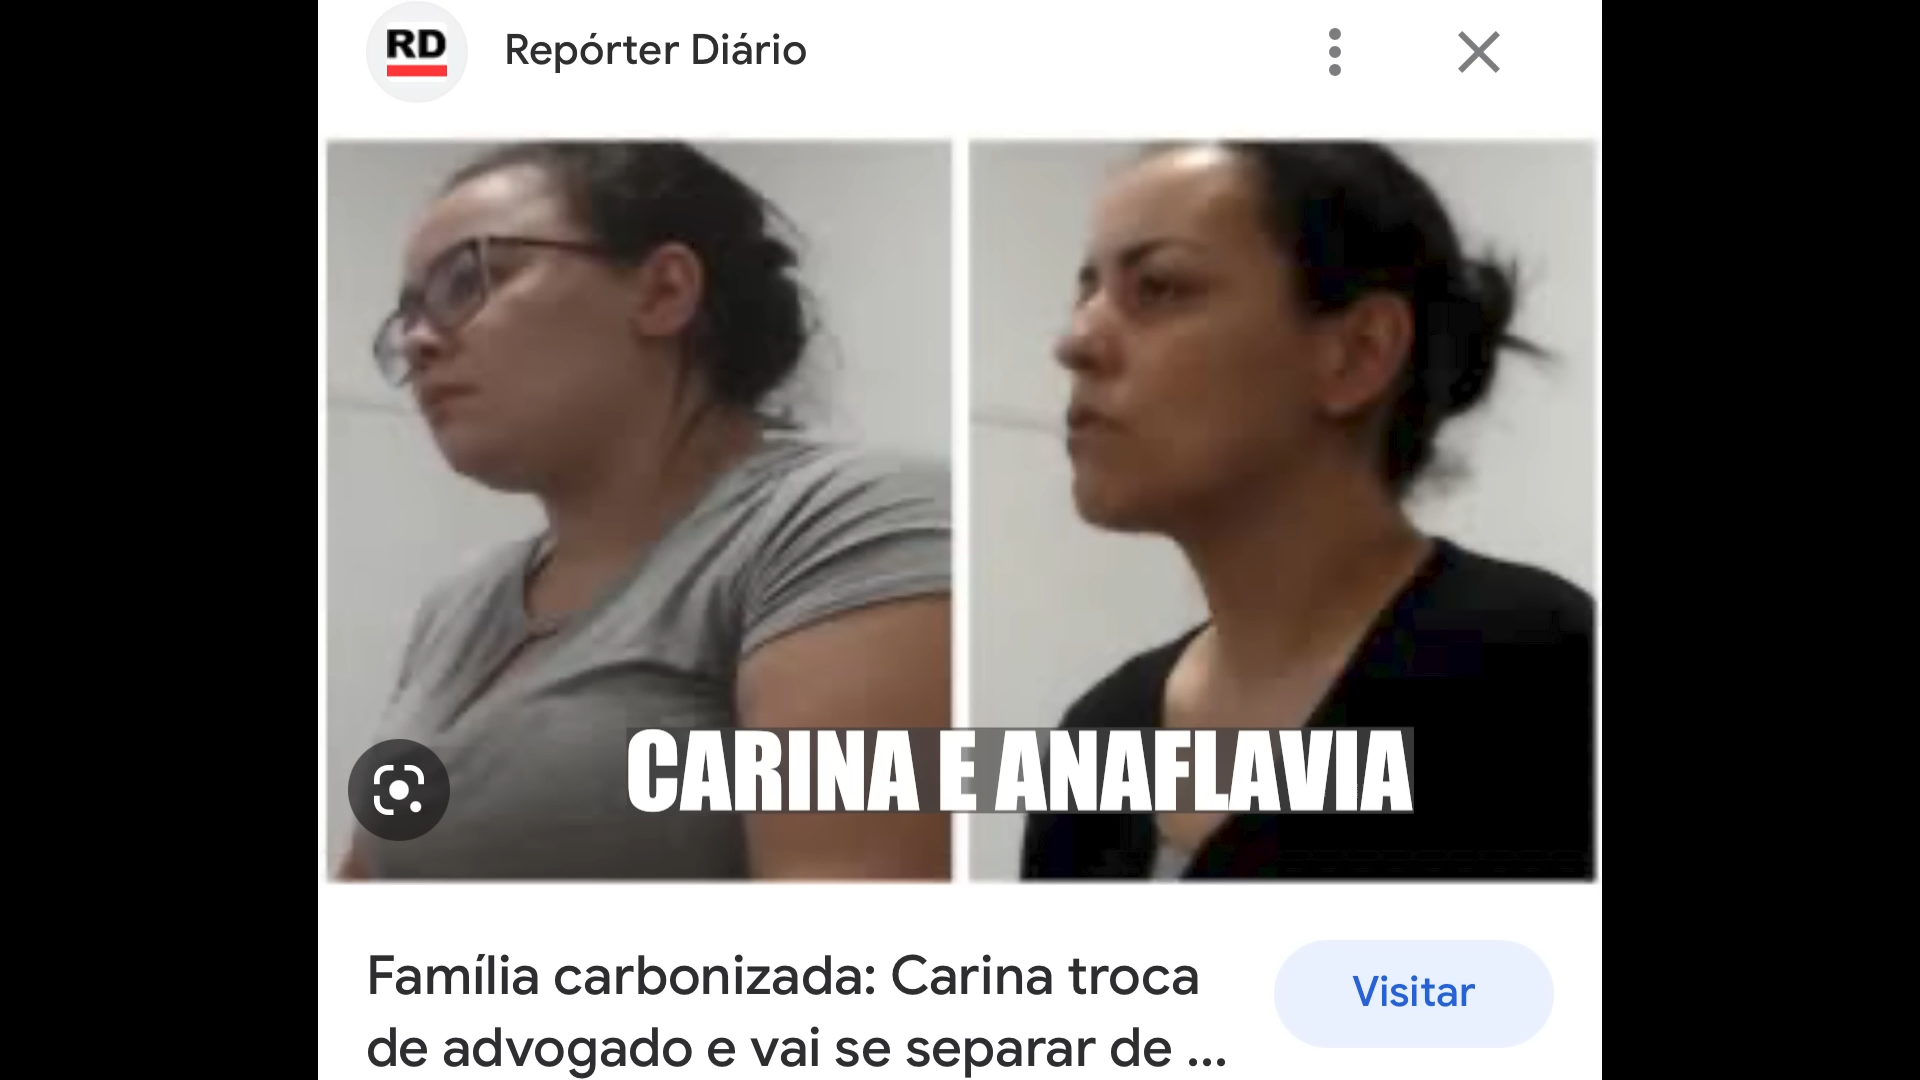 RD
Repórter Diário
CARINA E ANAFLAVIA
Família carbonizada: Carina troca
de advogado e vai se separar de ...
Visitar